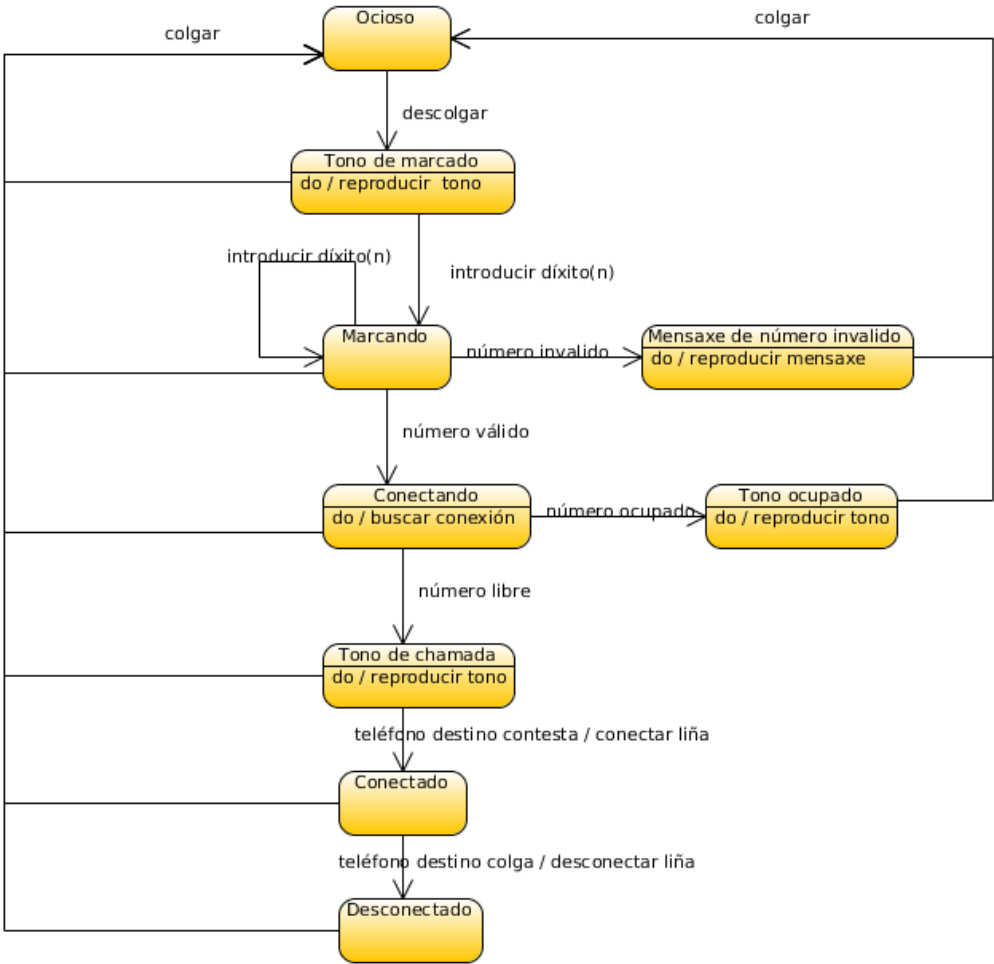 Ocioso
colgar
colgar
descolgar
Tono de marcado
do / reproducir  tono
introducir díxito(n)
introducir díxito(n)
Marcando
número invalido
Mensaxe de número invalido
do / reproducir mensaxe
número válido
Conectando
do / buscar conexión
número ocupado
Tono ocupado
do / reproducir tono
número libre
Tono de chamada
do / reproducir tono
teléfono destino contesta / conectar liña
Conectado
teléfono destino colga / desconectar liña
Desconectado